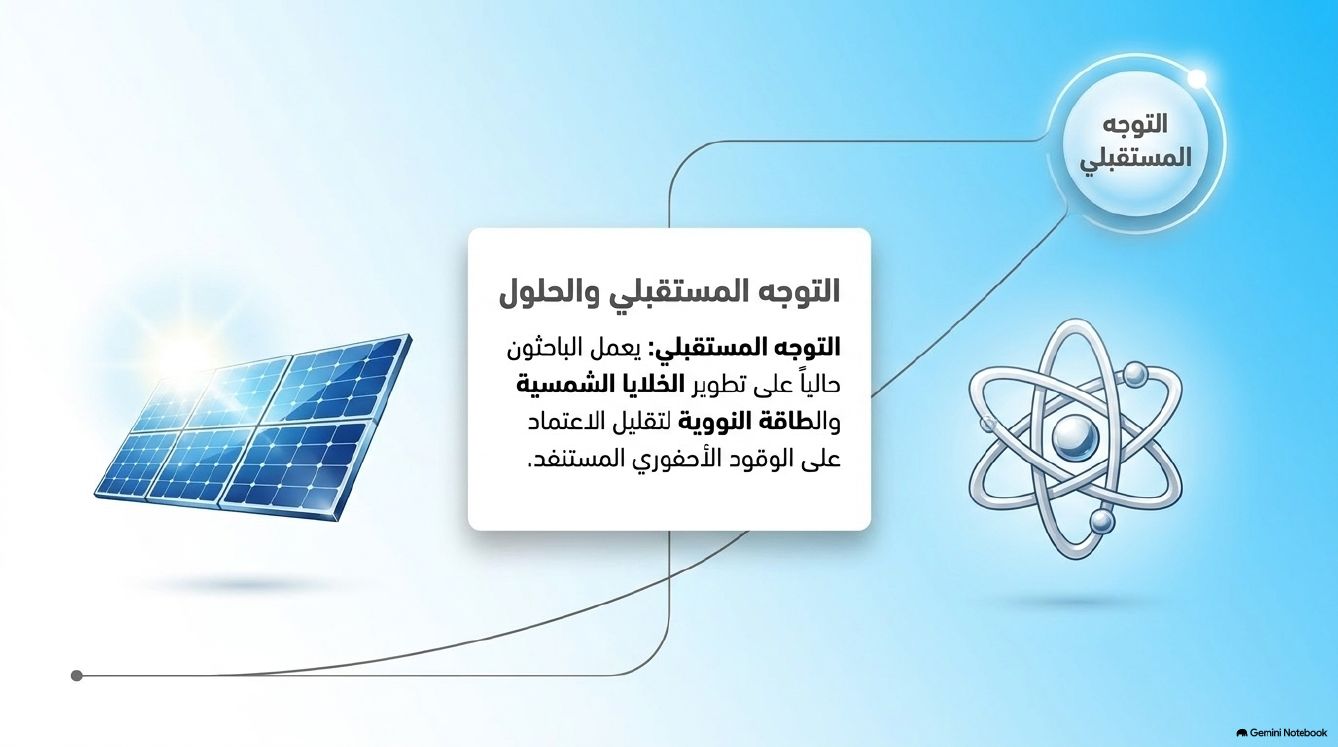 التوجه
المستقبلي
التوجه المستقبلي والحلول
التوجه المستقبلي: يعمل الباحثون
حالياً على تطوير الخلايا الشمسية
والطاقة النووية لتقليل الاعتماد
على الوقود الأحفوري المستنفد.
Gemini Notebook